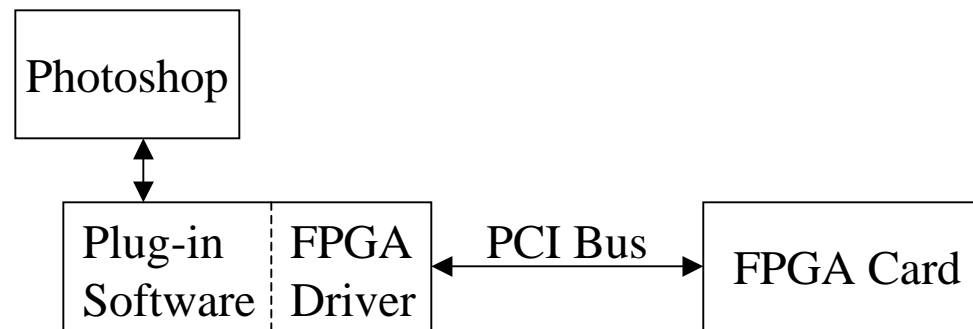 Photoshop
Plug-in
Software
FPGA
Driver
PCI Bus
FPGA Card